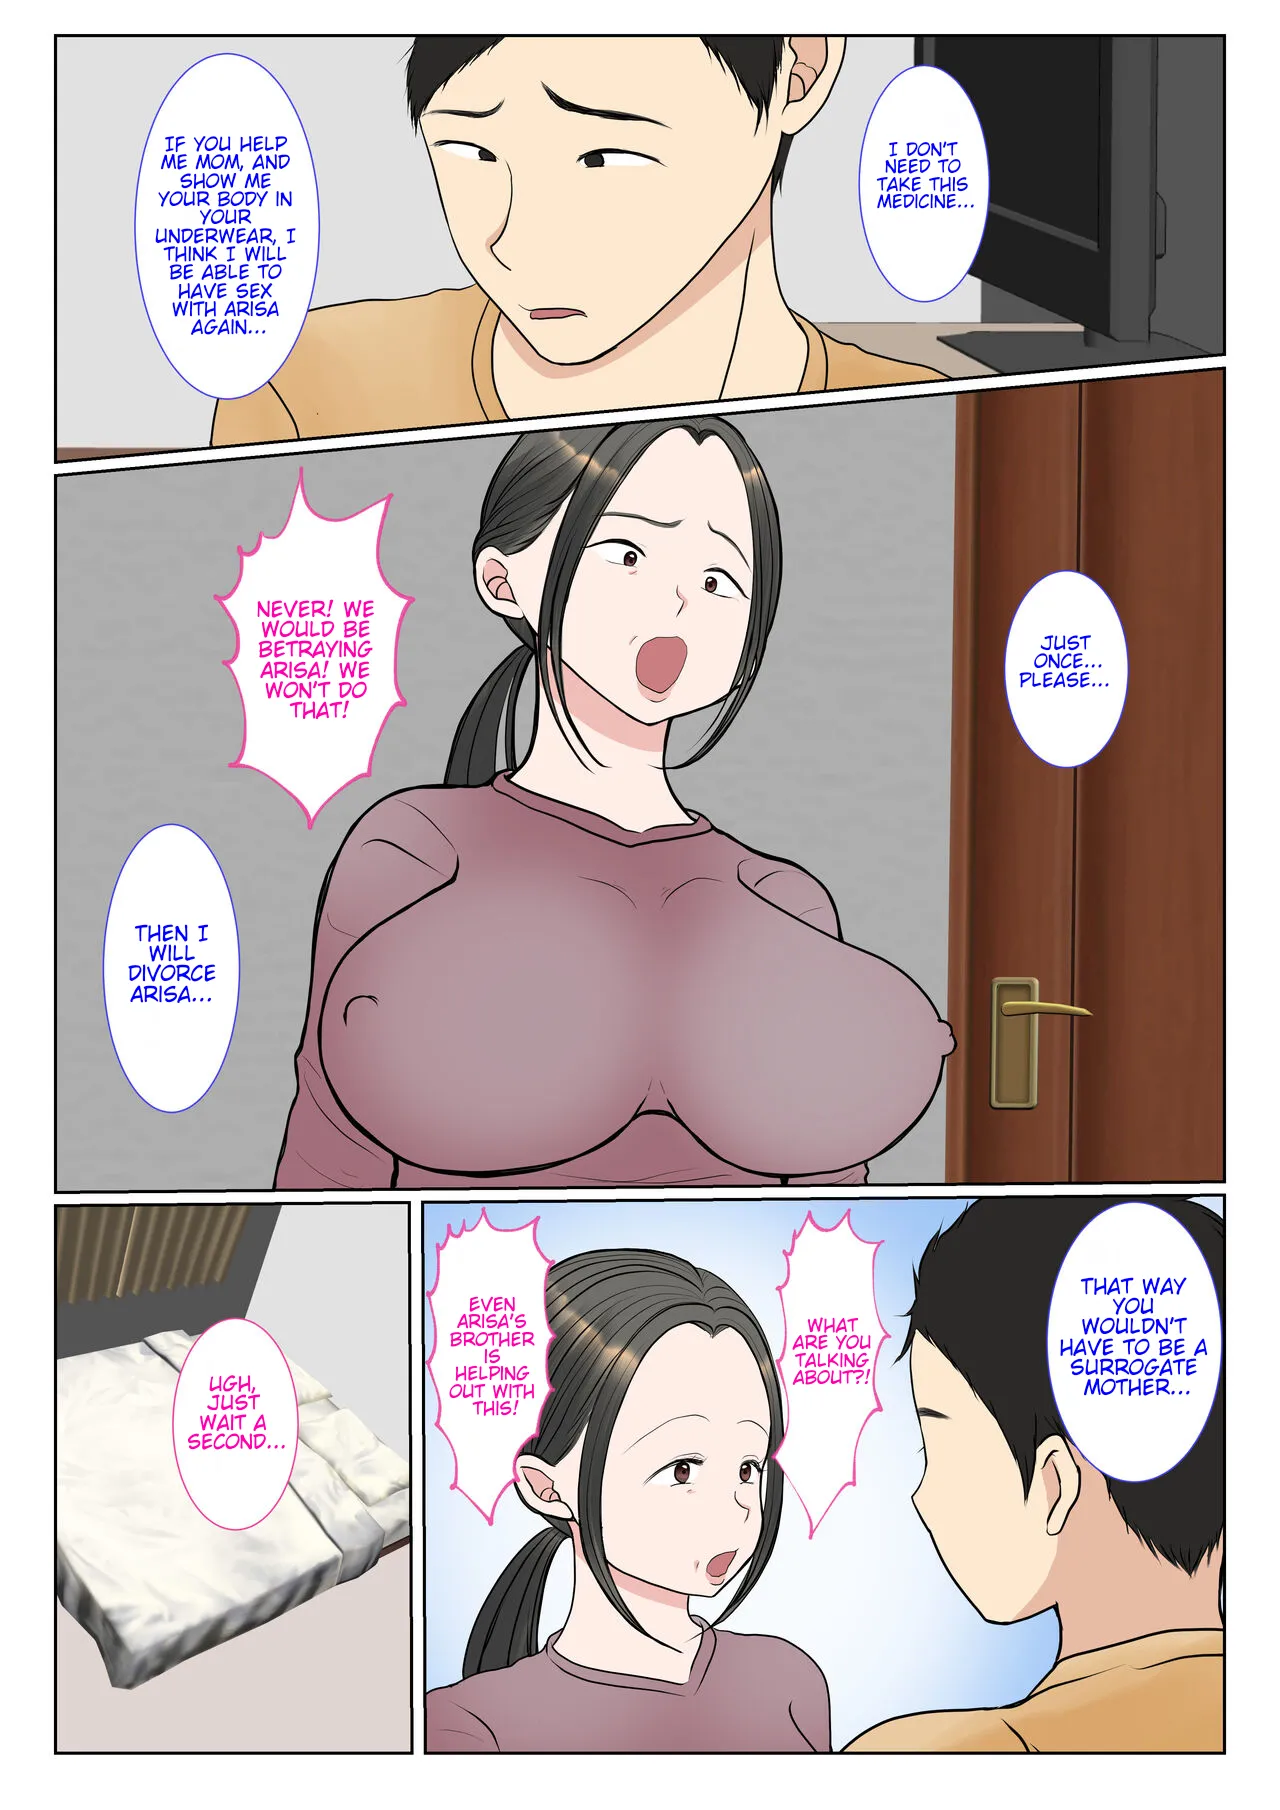 I DON'T
NEED TO
TAKE THIS
MEDICINE...
IF YOU HELP
ME MOM, AND
SHOW ME
YOUR BODY IN
YOUR
UNDERWEAR, I
THINK I WILL
BE ABLE TO
HAVE SEX
WITH ARISA
AGAIN...
JUST
ONCE...
PLEASE...
NEVER! WE
WOULD BE
BETRAYING
ARISA! WE
WON'T DO
THAT!
THEN I
WILL
DIVORCE
ARISA...
THAT WAY
YOU
WOULDN'T
HAVE TO BE A
SURROGATE
MOTHER...
WHAT
ARE YOU
TALKING
ABOUT?!
EVEN
ARISA'S
BROTHER
IS
HELPING
OUT WITH
THIS!
UGH,
JUST
WAIT A
SECOND...